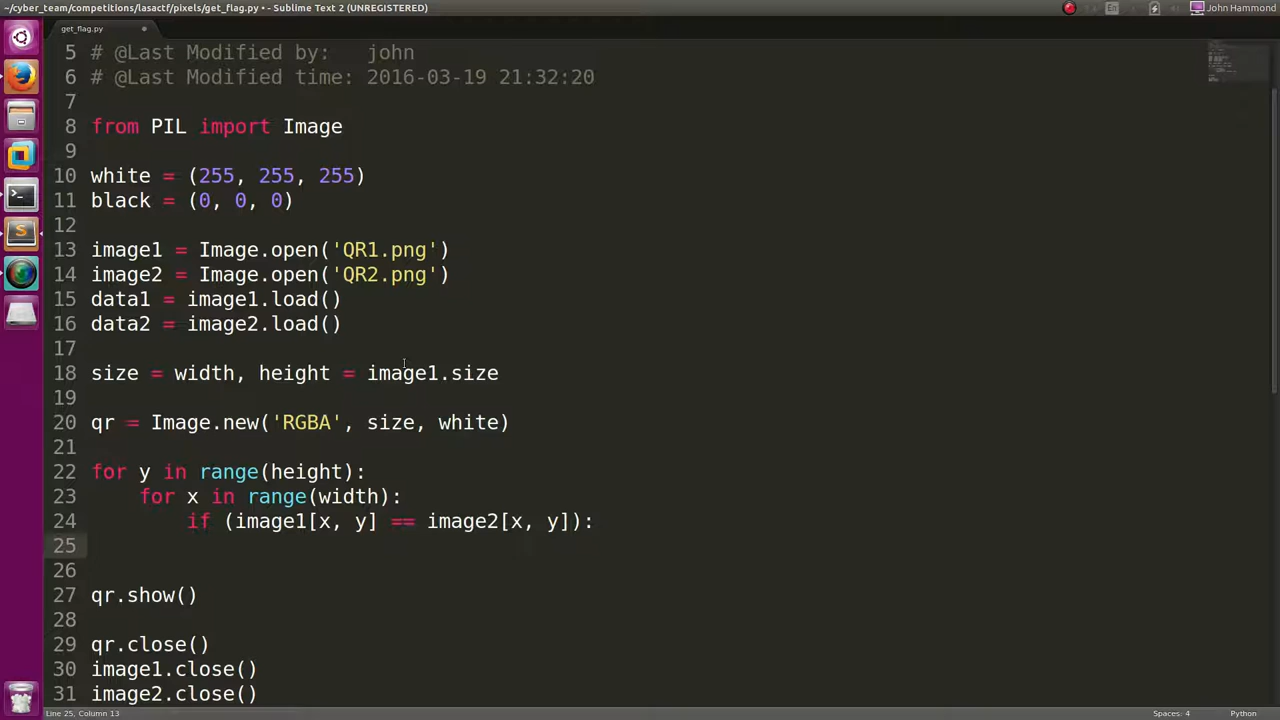 ~/cyber_team/competitions/lasactf/pixels/get_flag.py • - Sublime Text 2 (UNREGISTERED)
En
John Hammond
get_flag.py
5 # @Last Modified by:   john
6 # @Last Modified time: 2016-03-19 21:32:20
7
8 from PIL import Image
9
10 white = (255, 255, 255)
11 black = (0, 0, 0)
12
13 image1 = Image.open('QR1.png')
14 image2 = Image.open('QR2.png')
15 data1 = image1.load()
16 data2 = image2.load()
17
18 size = width, height = image1.size
19
20 qr = Image.new('RGBA', size, white)
21
22 for y in range(height):
23     for x in range(width):
24         if (image1[x, y] == image2[x, y]):
25
26
27 qr.show()
28
29 qr.close()
30 image1.close()
31 image2.close()
Line 25, Column 13
Spaces: 4
Python